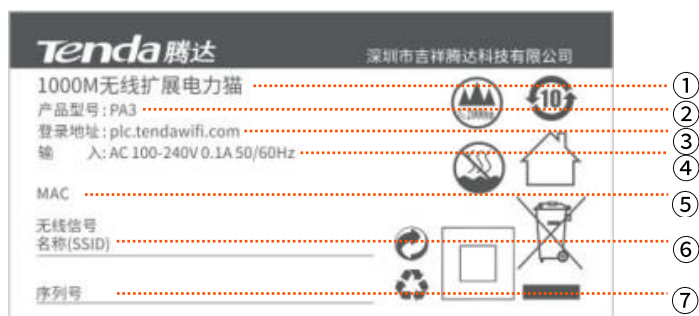 Tenda腾达
深圳市吉祥腾达科技有限公司
1000M无线扩展电力猫
产品型号:PA3
登录地址:plc.tendawifi.com
输 入:AC 100-240V 0.1A 50/60Hz
MAC
无线信号
名称(SSID)
序列号
10
①
②
③
④
⑤
⑥
⑦